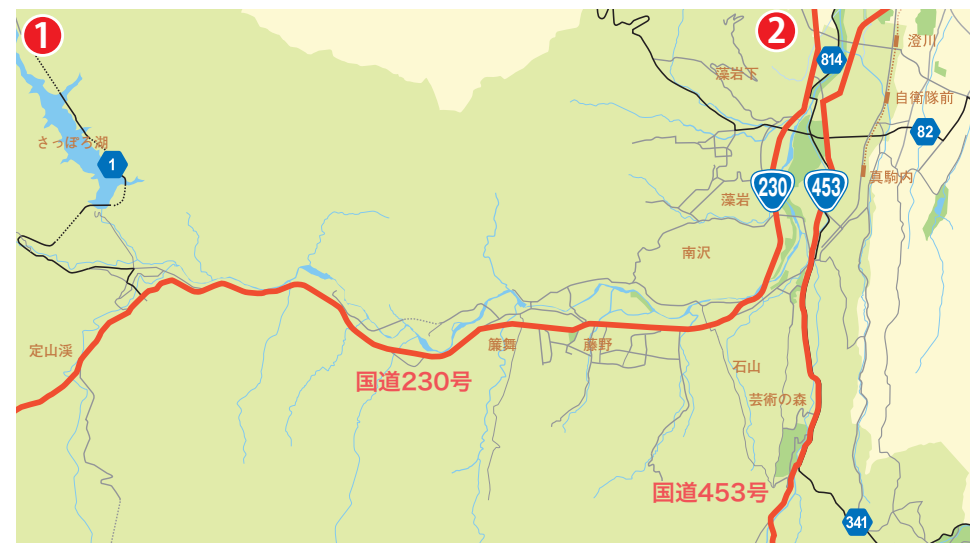 1
2
澄川
814
藻岩下
自衛隊前
82
さっぽろ湖
1
真駒内
230
453
藻岩
南沢
定山渓
簾舞
藤野
石山
国道230号
芸術の森
国道453号
341